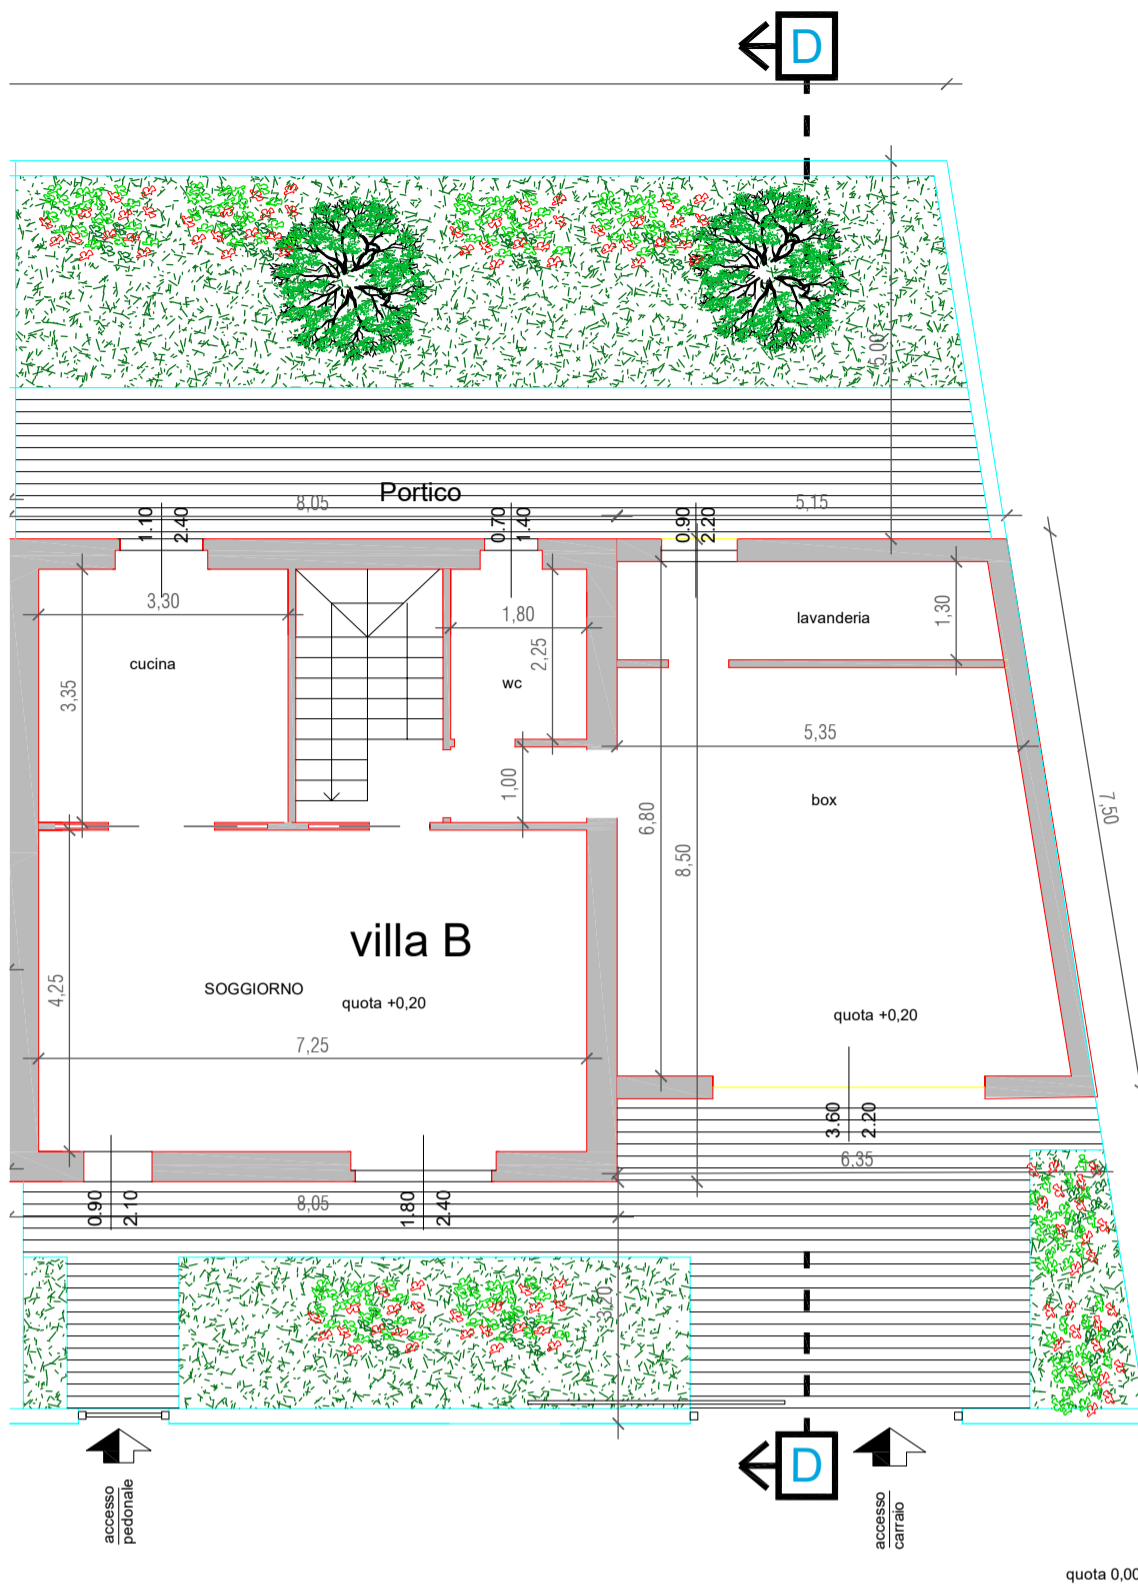 D
5,00
Portico
8,05
5,15
1.10
2.40
0.70
1.40
0.90
2.20
3,30
1,80
2,25
1,30
lavanderia
cucina
wc
3,35
5,35
1,00
box
6,80
8,50
7,50
villa B
SOGGIORNO
quota +0,20
4,25
quota +0,20
7,25
3.60
2.20
6,35
0.90
2.10
8,05
1.80
2.40
3,20
D
accesso
pedonale
accesso
carraio
quota 0,00